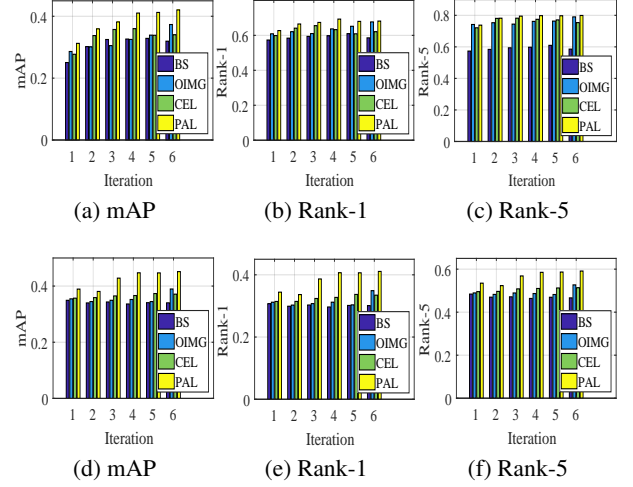 mAP
0.4
0.2
0
BS
OIMG
CEL
PAL
1 2 3 4 5 6
Iteration
(a) mAP
Rank-1
0.6
0.4
0.2
0
BS
OIMG
CEL
PAL
1 2 3 4 5 6
Iteration
(b) Rank-1
Rank-5
0.8
0.6
0.4
0.2
0
BS
OIMG
CEL
PAL
1 2 3 4 5 6
Iteration
(c) Rank-5
mAP
0.4
0.2
0
BS
OIMG
CEL
PAL
1 2 3 4 5 6
Iteration
(d) mAP
Rank-1
0.4
0.2
0
BS
OIMG
CEL
PAL
1 2 3 4 5 6
Iteration
(e) Rank-1
Rank-5
0.6
0.4
0.2
0
BS
OIMG
CEL
PAL
1 2 3 4 5 6
Iteration
(f) Rank-5